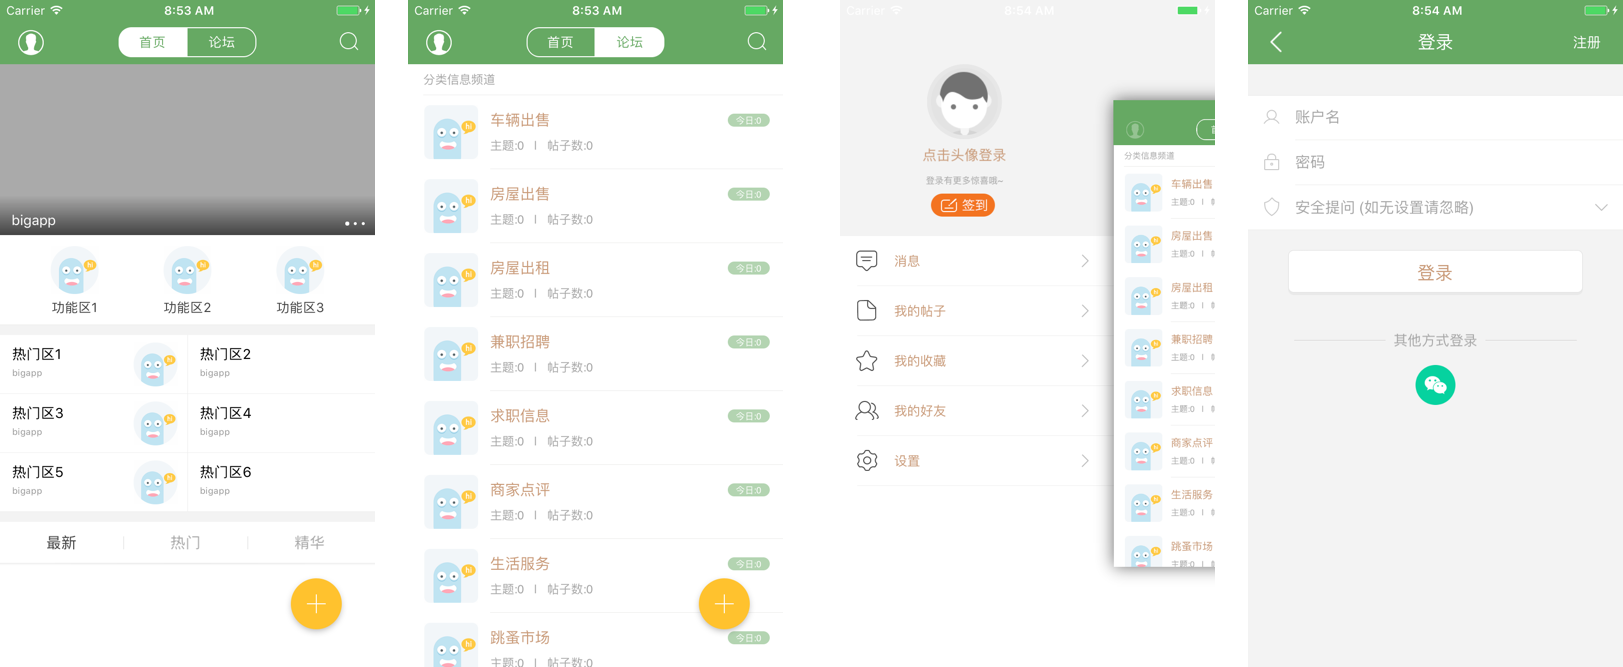 Carrier
8:53 AM
首页
论坛
bigapp
hi
hi
hi
功能区1
功能区2
功能区3
热门区1
bigapp
hi
热门区2
bigapp
热门区3
bigapp
hi
热门区4
bigapp
热门区5
bigapp
hi
热门区6
bigapp
最新
热门
精华
Carrier
8:53 AM
首页
论坛
分类信息频道
hi
车辆出售
今日:0
主题:0 | 帖子数:0
hi
房屋出售
今日:0
主题:0 | 帖子数:0
hi
房屋出租
今日:0
主题:0 | 帖子数:0
hi
兼职招聘
今日:0
主题:0 | 帖子数:0
hi
求职信息
今日:0
主题:0 | 帖子数:0
hi
商家点评
今日:0
主题:0 | 帖子数:0
hi
生活服务
今日:0
主题:0 | 帖子数:0
hi
跳蚤市场
今日:0
主题:0 | 帖子数:0
Carrier
8:54 AM
点击头像登录
登录有更多惊喜哦~
签到
消息
我的帖子
我的收藏
我的好友
设置
分类信息频道
车辆出售
主题:0 |
房屋出售
主题:0 |
房屋出租
主题:0 |
兼职招聘
主题:0 |
求职信息
主题:0 |
商家点评
主题:0 |
生活服务
主题:0 |
跳蚤市场
主题:0 |
Carrier
8:54 AM
登录
注册
账户名
密码
安全提问 (如无设置请忽略)
登录
其他方式登录